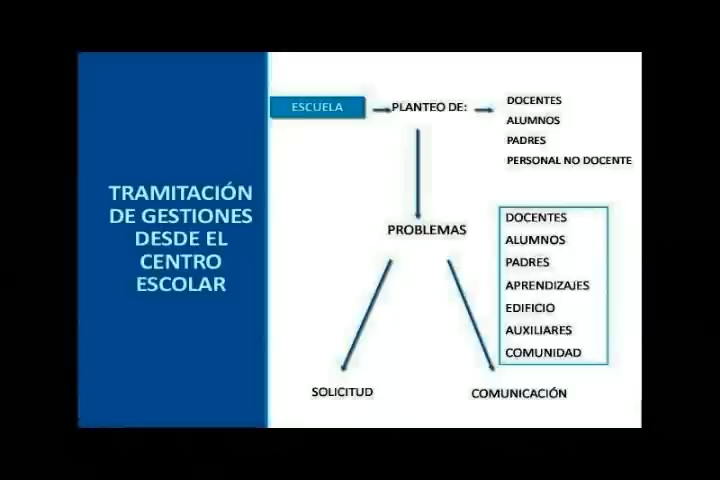 TRAMITACIÓN
DE GESTIONES
DESDE EL
CENTRO
ESCOLAR
ESCUELA
PLANTEO DE:
DOCENTES
ALUMNOS
PADRES
PERSONAL NO DOCENTE
PROBLEMAS
DOCENTES
ALUMNOS
PADRES
APRENDIZAJES
EDIFICIO
AUXILIARES
COMUNIDAD
SOLICITUD
COMUNICACIÓN